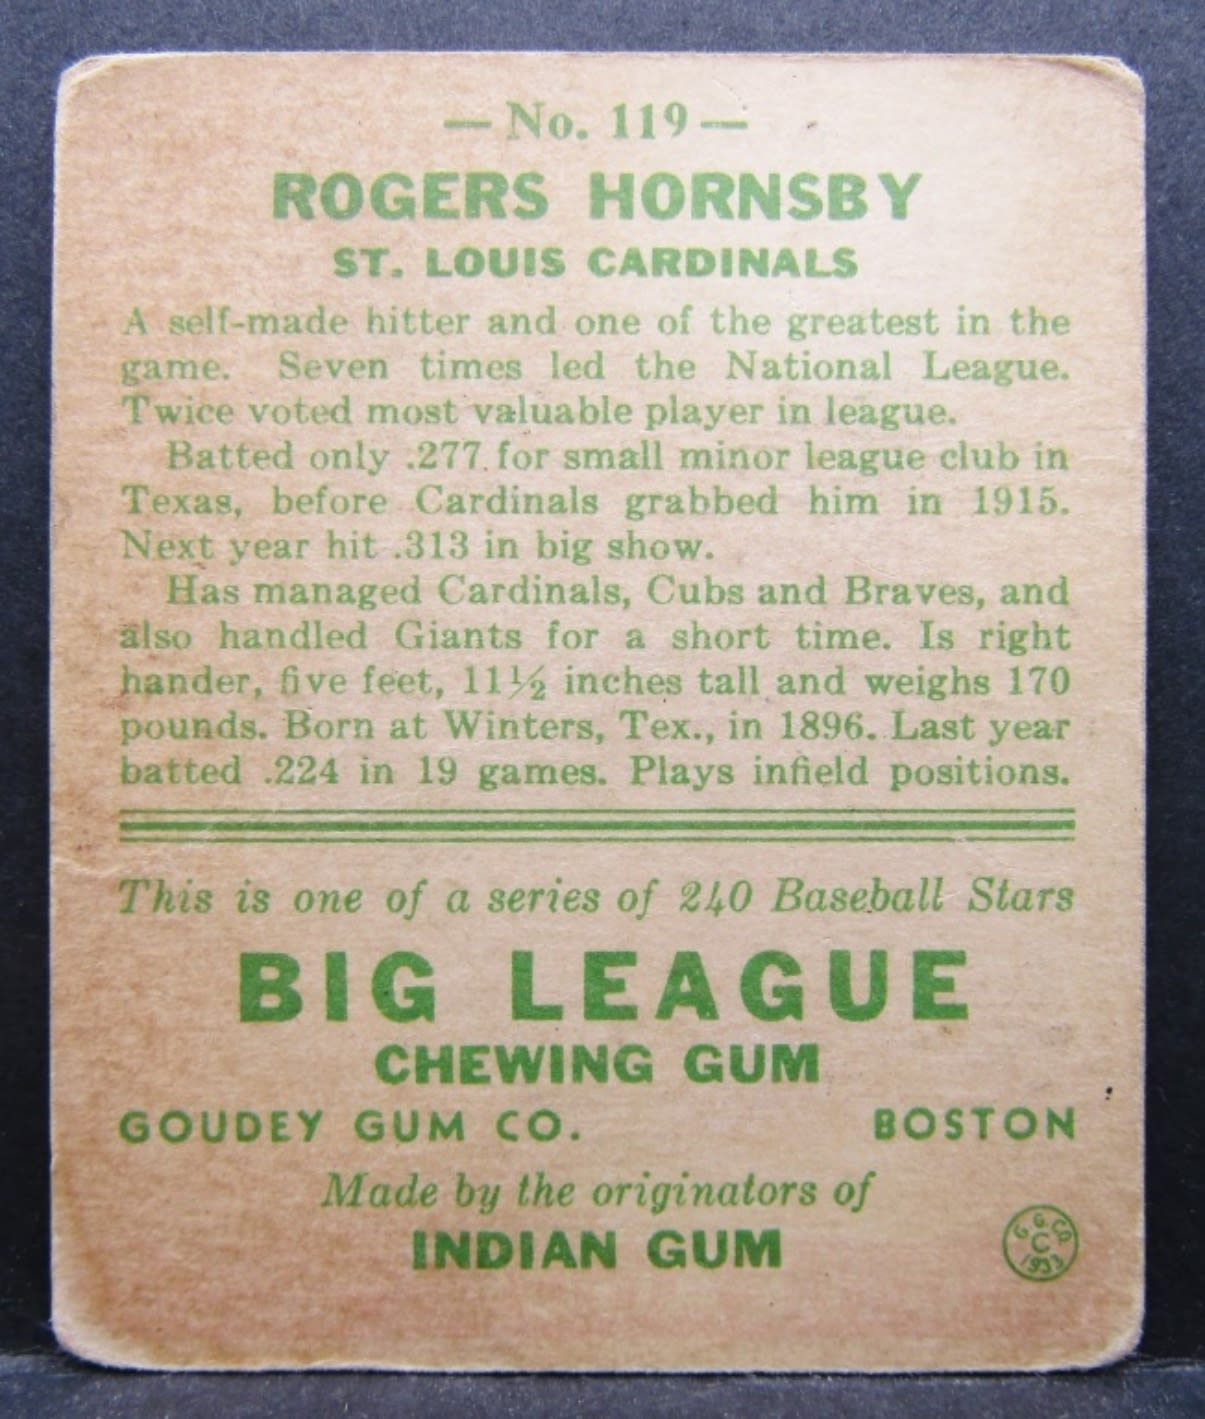 — No. 119 —
ROGERS HORNSBY
ST. LOUIS CARDINALS
A self-made hitter and one of the greatest in the
game. Seven times led the National League.
Twice voted most valuable player in league.
Batted only .277 for small minor league club in
Texas, before Cardinals grabbed him in 1915.
Next year hit .313 in big show.
Has managed Cardinals, Cubs and Braves, and
also handled Giants for a short time. Is right
hander, five feet, 11½ inches tall and weighs 170
pounds. Born at Winters, Tex., in 1896. Last year
batted .224 in 19 games. Plays infield positions.
This is one of a series of 240 Baseball Stars
BIG LEAGUE
CHEWING GUM
GOUDEY GUM CO. BOSTON
Made by the originators of
INDIAN GUM
G. G. CO.
C
1933